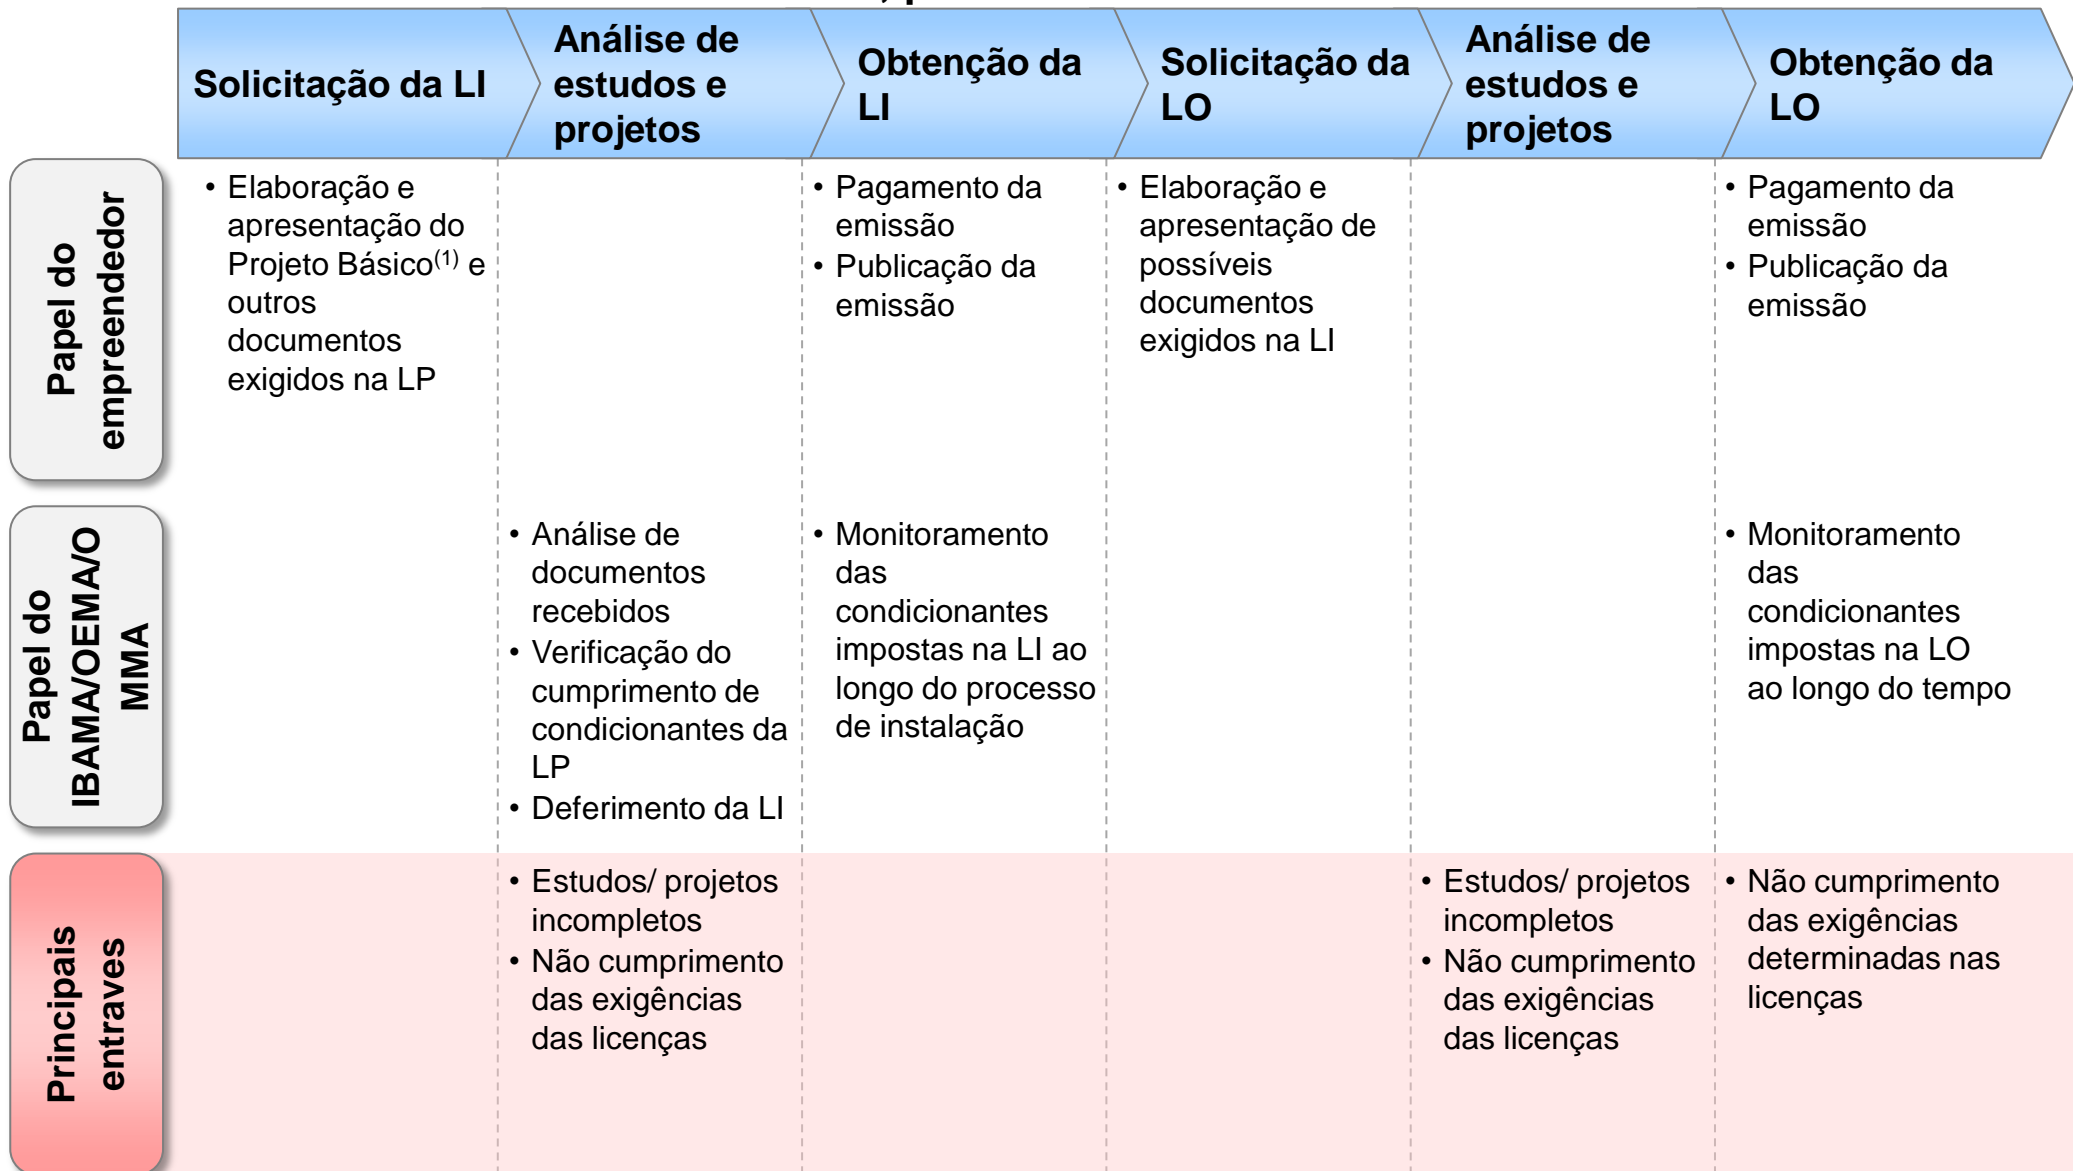 Solicitação da LI
Análise de
estudos e
projetos
Obtenção da
LI
Solicitação da
LO
Análise de
estudos e
projetos
Obtenção da
LO
Papel do
empreendedor
• Elaboração e
apresentação do
Projeto Básico(1) e
outros
documentos
exigidos na LP
• Pagamento da
emissão
• Publicação da
emissão
• Elaboração e
apresentação de
possíveis
documentos
exigidos na LI
• Pagamento da
emissão
• Publicação da
emissão
Papel do
IBAMA/OEMA/O
MMA
• Análise de
documentos
recebidos
• Verificação do
cumprimento de
condicionantes da
LP
• Deferimento da LI
• Monitoramento
das
condicionantes
impostas na LI ao
longo do processo
de instalação
• Monitoramento
das
condicionantes
impostas na LO
ao longo do tempo
Principais
entraves
• Estudos/ projetos
incompletos
• Não cumprimento
das exigências
das licenças
• Estudos/ projetos
incompletos
• Não cumprimento
das exigências
das licenças
• Não cumprimento
das exigências
determinadas nas
licenças